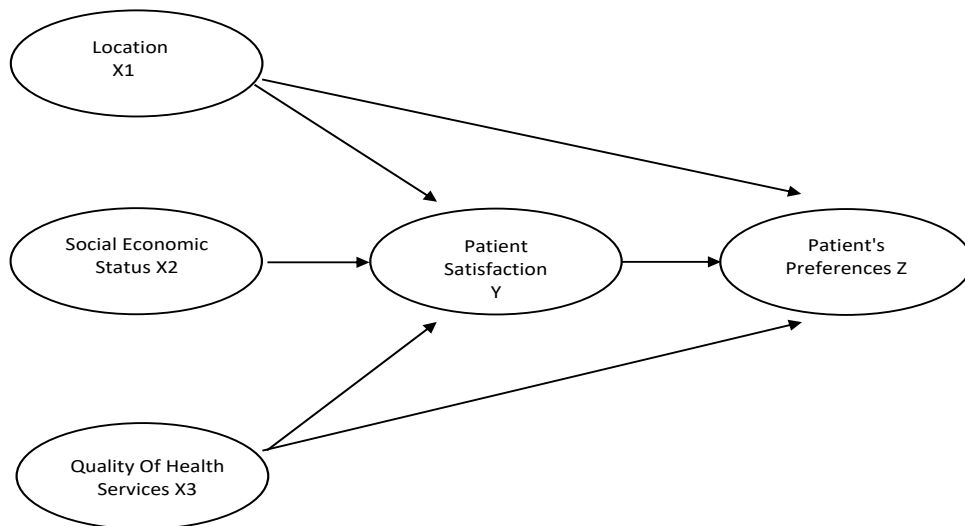 Location
X1
Social Economic
Status X2
Patient
Satisfaction
Y
Patient's
Preferences Z
Quality Of Health
Services X3